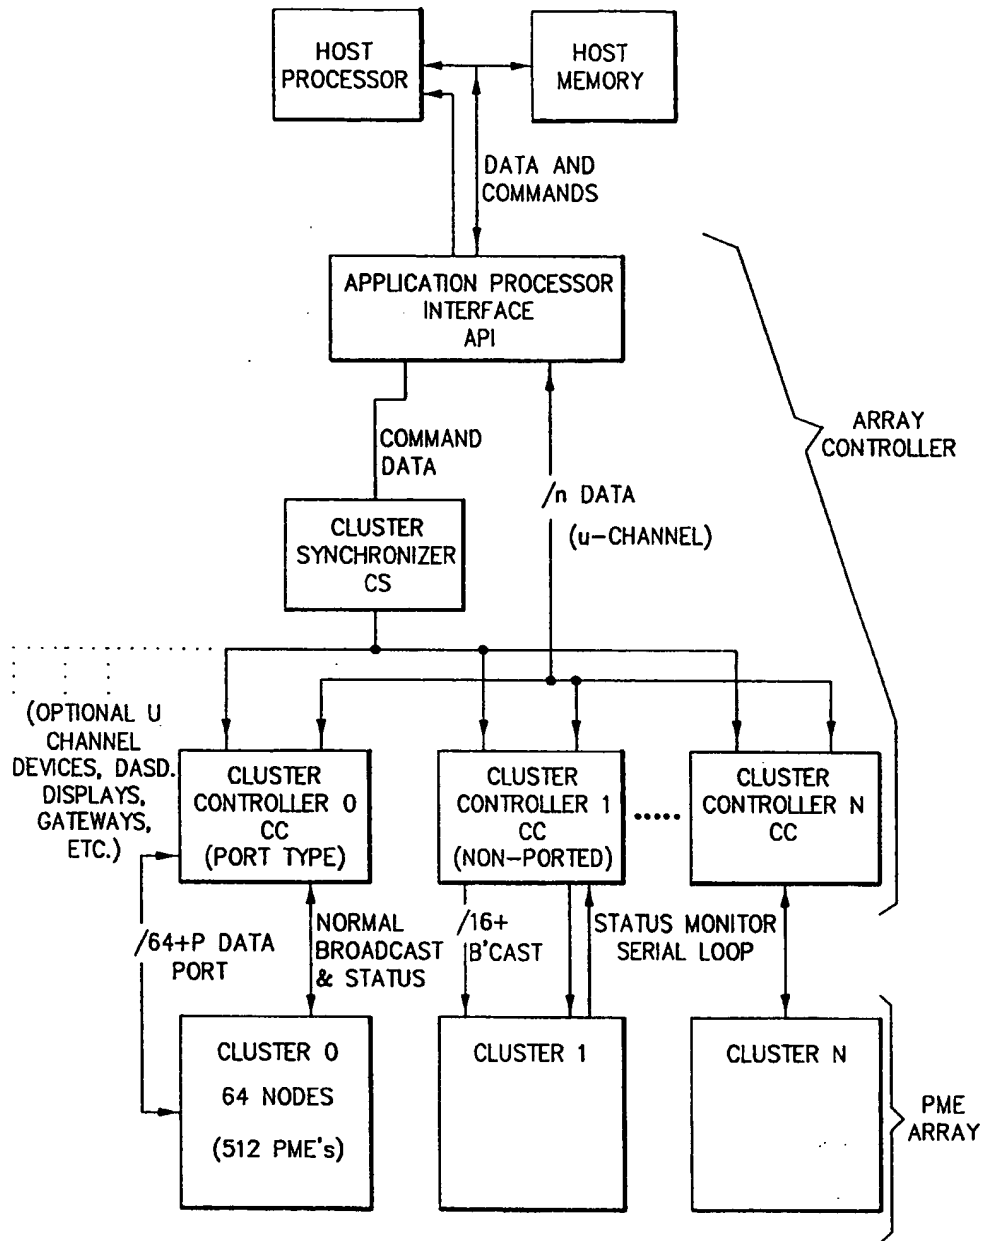 HOST
PROCESSOR
HOST
MEMORY
DATA AND
COMMANDS
APPLICATION PROCESSOR
INTERFACE
API
ARRAY
CONTROLLER
COMMAND
DATA
/n DATA
(u-CHANNEL)
CLUSTER
SYNCHRONIZER
CS
(OPTIONAL U
CHANNEL
DEVICES, DASD.
DISPLAYS,
GATEWAYS,
ETC.)
CLUSTER
CONTROLLER 0
CC
(PORT TYPE)
CLUSTER
CONTROLLER 1
CC
(NON-PORTED)
CLUSTER
CONTROLLER N
CC
/64+P DATA
PORT
NORMAL
BROADCAST
& STATUS
/16+
B'CAST
STATUS MONITOR
SERIAL LOOP
CLUSTER 0
64 NODES
(512 PME's)
CLUSTER 1
CLUSTER N
PME
ARRAY